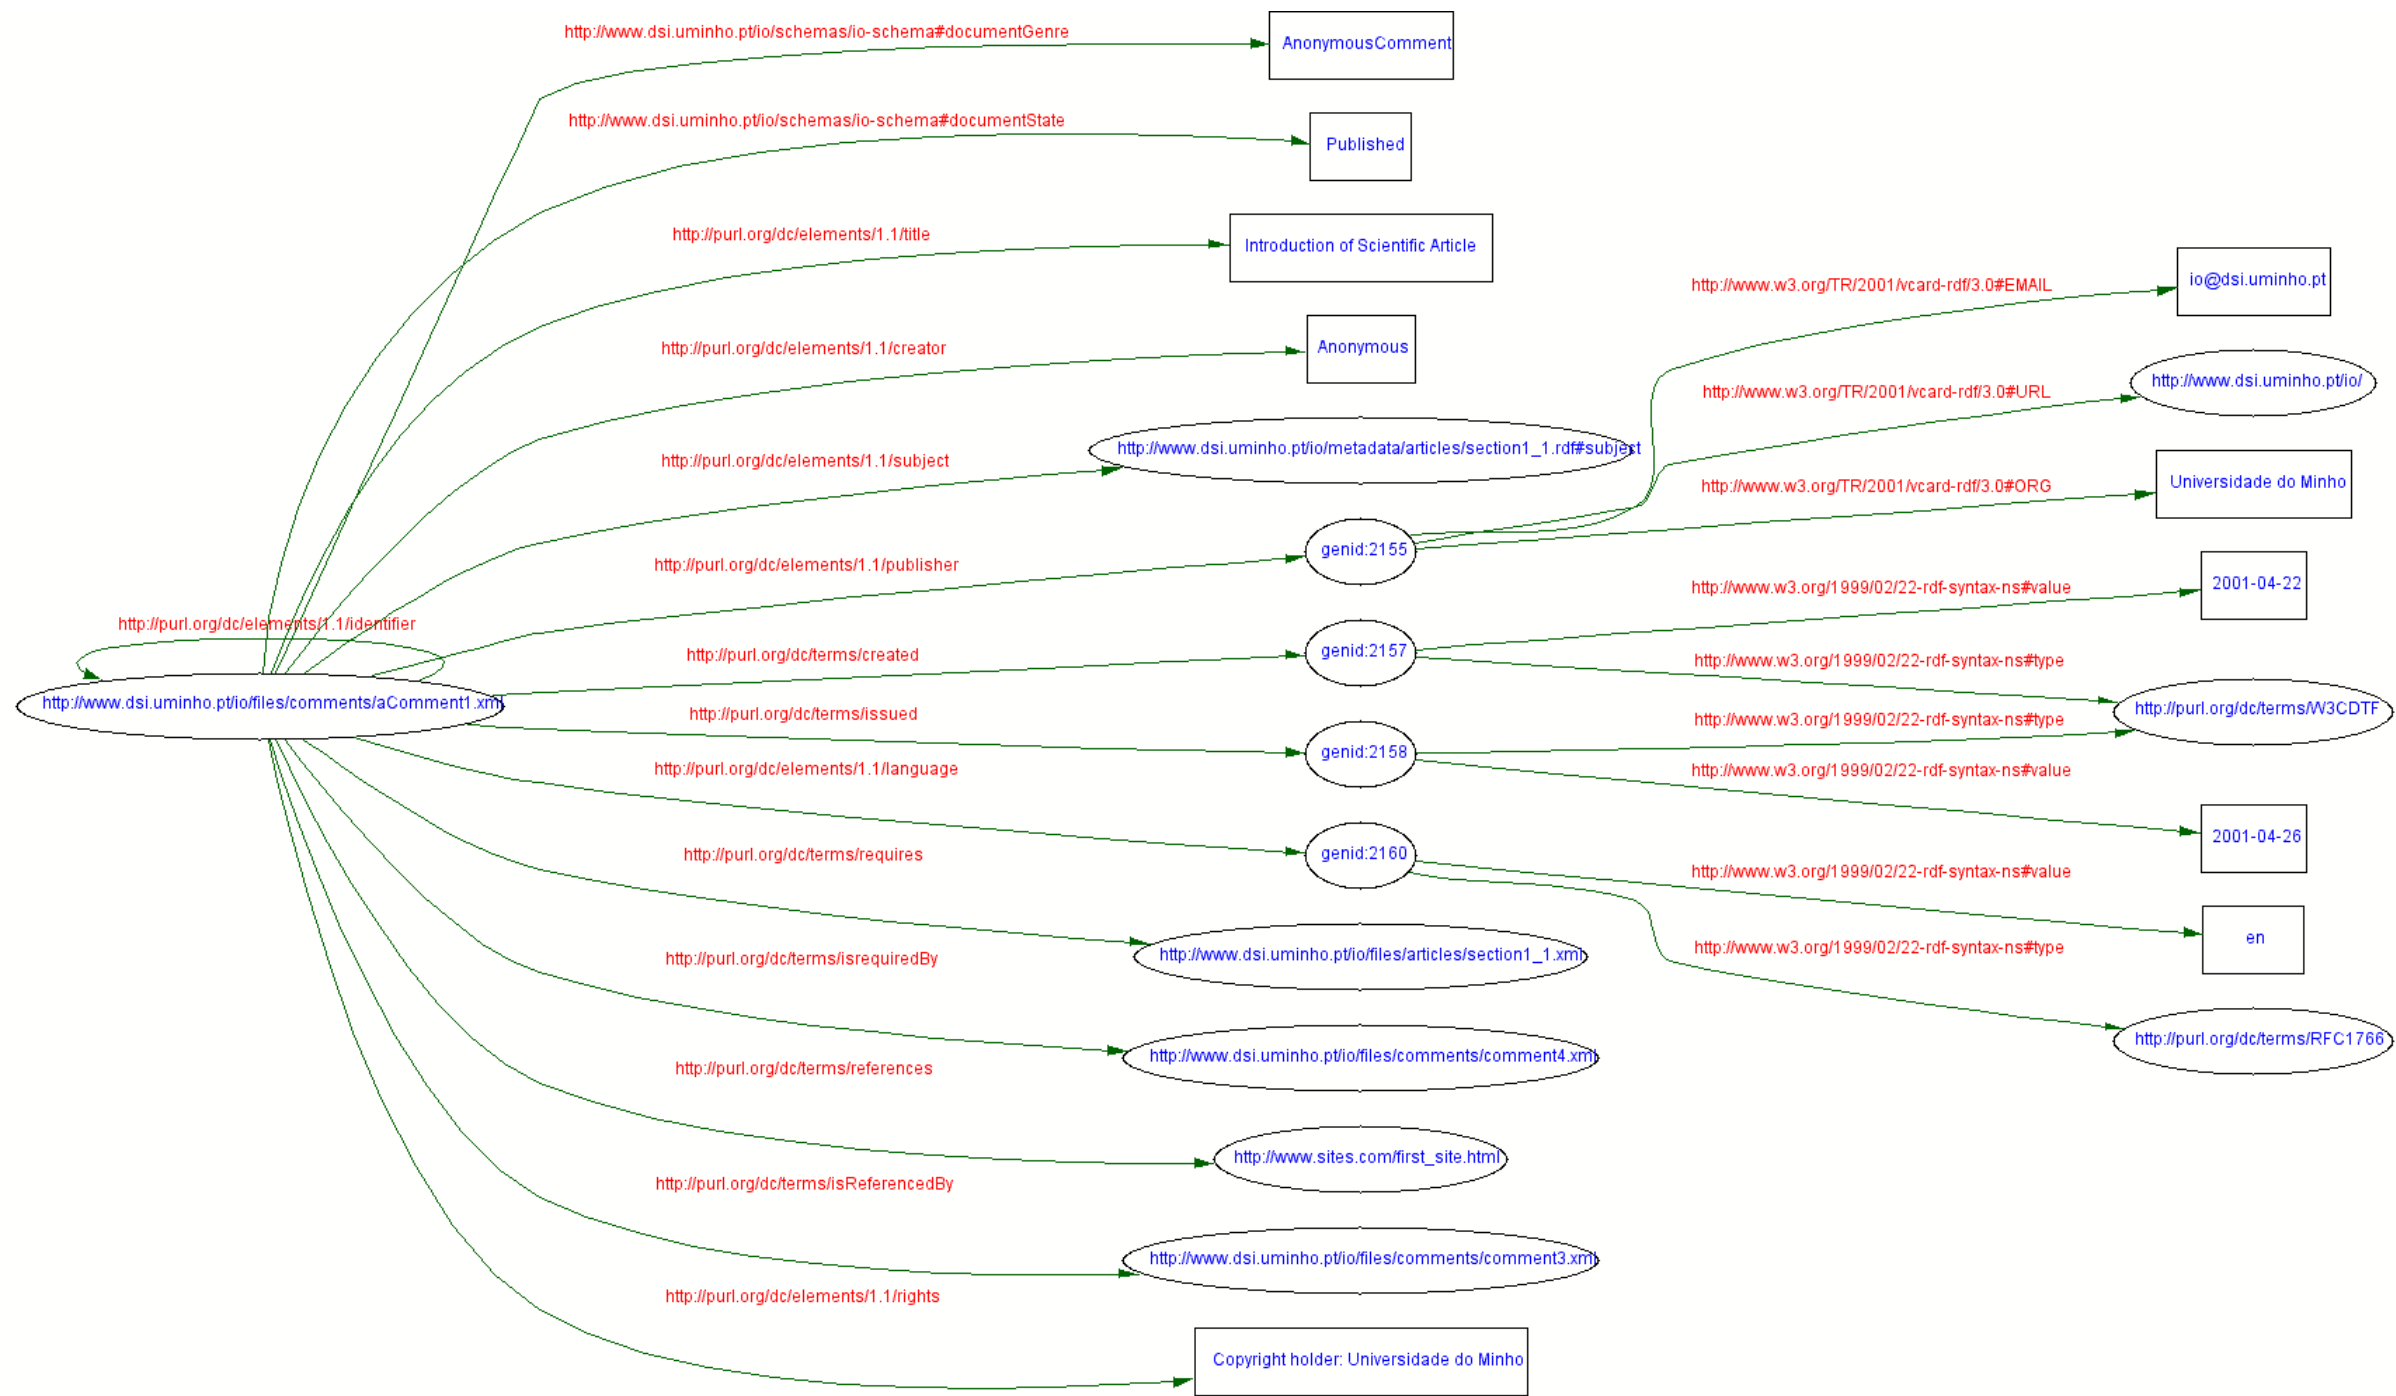 http://www.dsi.uminho.pt/io/schemas/io-schema#documentGenre
AnonymousComment
http://www.dsi.uminho.pt/io/schemas/io-schema#documentState
Published
http://purl.org/dc/elements/1.1/title
Introduction of Scientific Article
http://purl.org/dc/elements/1.1/creator
Anonymous
http://purl.org/dc/elements/1.1/subject
http://www.dsi.uminho.pt/io/metadata/articles/section1_1.rdf#subject
http://purl.org/dc/elements/1.1/publisher
genid:2155
http://www.w3.org/TR/2001/vcard-rdf/3.0#EMAIL
io@dsi.uminho.pt
http://www.w3.org/TR/2001/vcard-rdf/3.0#URL
http://www.dsi.uminho.pt/io/
http://www.w3.org/TR/2001/vcard-rdf/3.0#ORG
Universidade do Minho
http://purl.org/dc/elements/1.1/identifier
http://www.dsi.uminho.pt/io/files/comments/aComment1.xml
http://purl.org/dc/terms/created
genid:2157
http://www.w3.org/1999/02/22-rdf-syntax-ns#value
2001-04-22
http://www.w3.org/1999/02/22-rdf-syntax-ns#type
http://purl.org/dc/terms/W3CDTF
http://purl.org/dc/terms/issued
genid:2158
http://www.w3.org/1999/02/22-rdf-syntax-ns#type
http://www.w3.org/1999/02/22-rdf-syntax-ns#value
2001-04-26
http://purl.org/dc/elements/1.1/language
genid:2160
http://www.w3.org/1999/02/22-rdf-syntax-ns#value
en
http://www.w3.org/1999/02/22-rdf-syntax-ns#type
http://purl.org/dc/terms/RFC1766
http://purl.org/dc/terms/requires
http://www.dsi.uminho.pt/io/files/articles/section1_1.xml
http://purl.org/dc/terms/isrequiredBy
http://www.dsi.uminho.pt/io/files/comments/comment4.xml
http://purl.org/dc/terms/references
http://www.sites.com/first_site.html
http://purl.org/dc/terms/isReferencedBy
http://www.dsi.uminho.pt/io/files/comments/comment3.xml
http://purl.org/dc/elements/1.1/rights
Copyright holder: Universidade do Minho